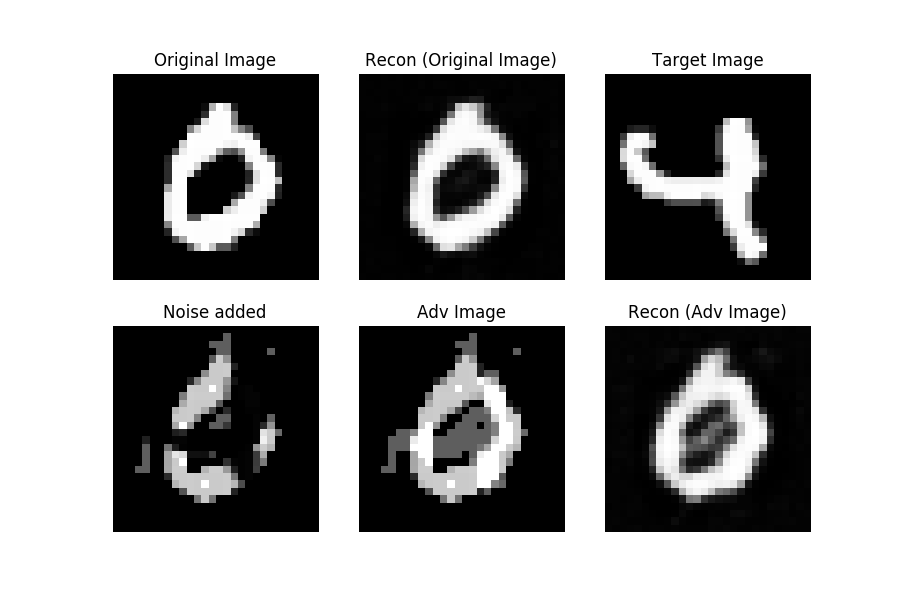 Original Image
Recon (Original Image)
Target Image
Noise added
Adv Image
Recon (Adv Image)